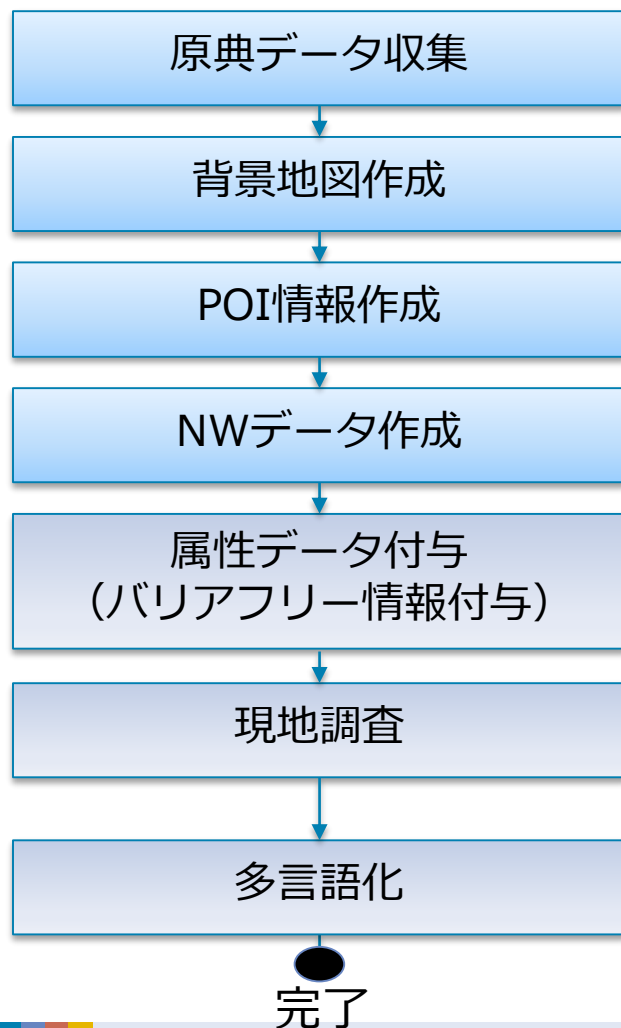 原典データ収集
背景地図作成
POI情報作成
NWデータ作成
属性データ付与
（バリアフリー情報付与）
現地調査
多言語化
完了